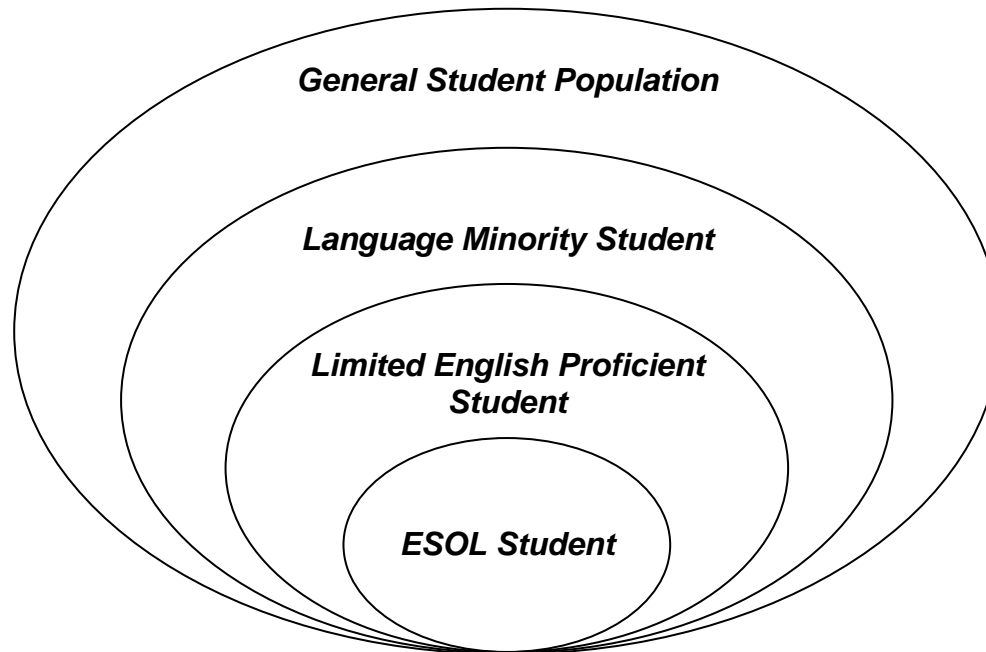 General Student Population
Language Minority Student
Limited English Proficient
Student
ESOL Student